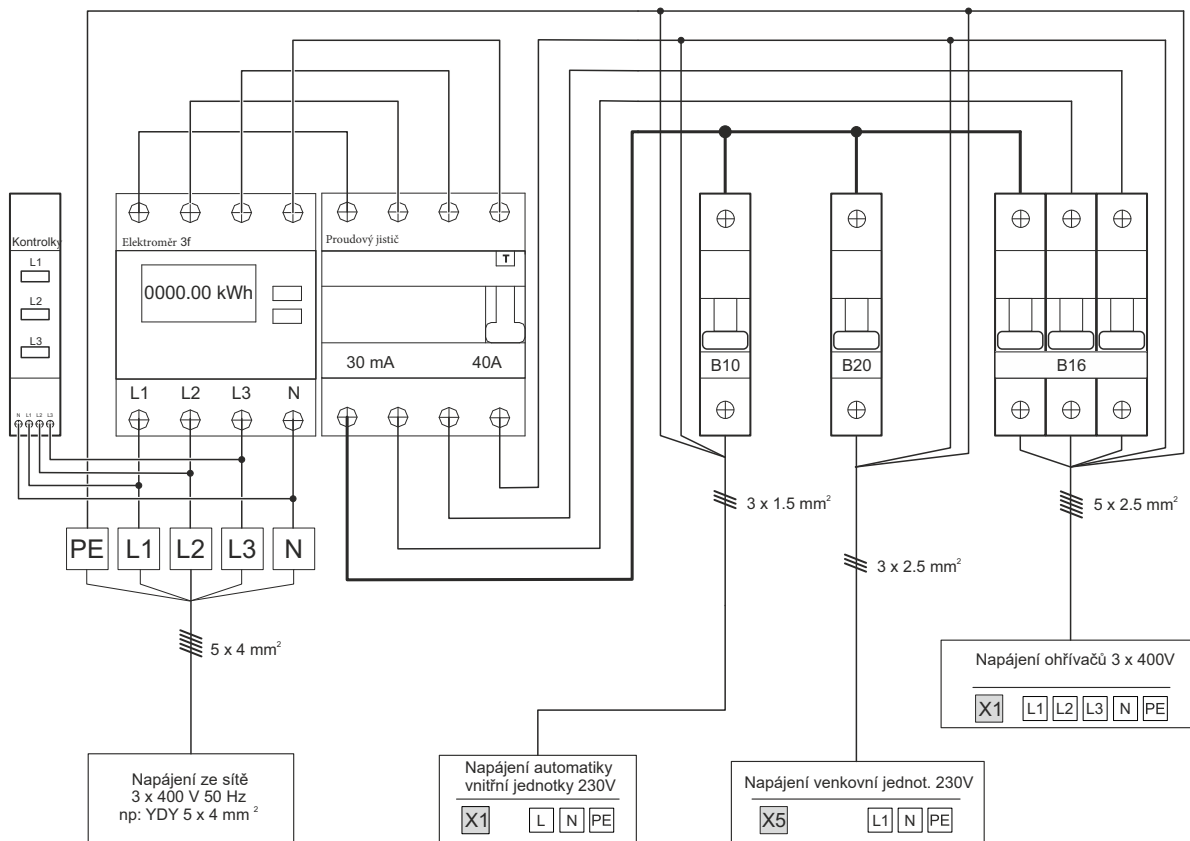 Kontrolky
L1
L2
L3
N L1 L2 L3
Elektroměr 3f
0000.00 kWh
L1 L2 L3 N
Proudový jistič
T
30 mA 40A
B10
B20
B16
PE L1 L2 L3 N
5 x 4 mm²
3 x 1.5 mm²
3 x 2.5 mm²
5 x 2.5 mm²
Napájení ze sítě
3 x 400 V 50 Hz
np: YDY 5 x 4 mm ²
Napájení automatiky
vnitřní jednotky 230V
X1 L N PE
Napájení venkovní jednot. 230V
X5 L1 N PE
Napájení ohřívačů 3 x 400V
X1 L1 L2 L3 N PE